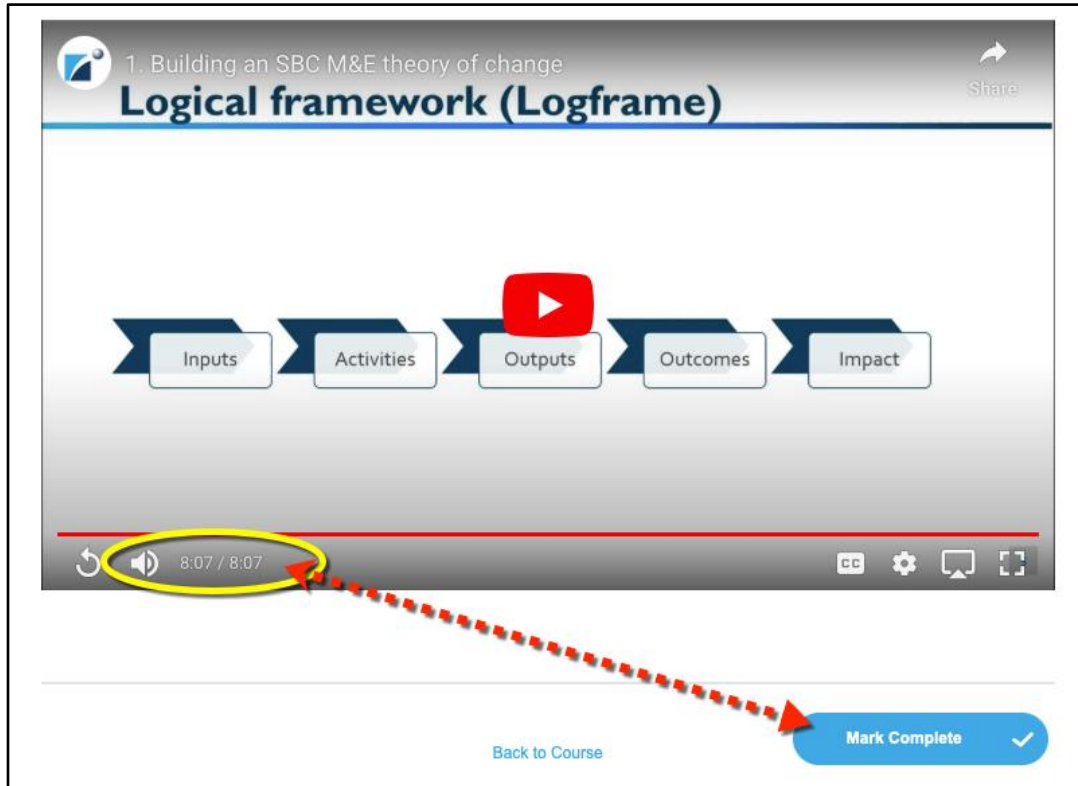 1. Building an SBC M&E theory of change
Share
Logical framework (Logframe)
Inputs
Activities
Outputs
Outcomes
Impact
8:07 / 8:07
CC
Back to Course
Mark Complete